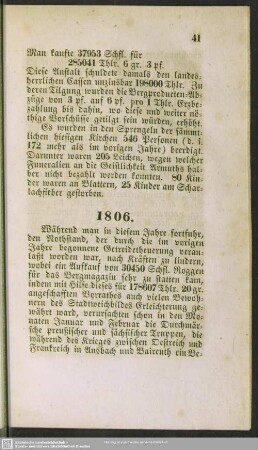 41
Man kaufte 37953 Schfl. für
285041 Thlr. 6 gr. 3 pf.
Diese Anstalt schuldete damals den landes-
herrlichen Cassen unzinsbar 198000 Thlr. Zu
deren Tilgung wurden die Bergproducten-Ab-
züge von 3 pf. auf 6 pf. pro 1 Thlr. Erzbe-
zahlung bis dahin, wo diese und weiter nö-
thige Vorschüsse getilgt sein würden, erhöht.
Es wurden in den Sprengeln der sämmt-
lichen hiesigen Kirchen 546 Personen (d. i.
172 mehr als im vorigen Jahre) beerdigt.
Darunter waren 205 Leichen, wegen welcher
Funeralien an die Geistlichkeit Armuths hal-
ber nicht bezahlt werden konnten. 80 Kin-
der waren an Blattern, 25 Kinder am Schar-
lachfieber gestorben.
1806.
Während man in diesem Jahre fortfuhr,
den Nothstand, der durch die im vorigen
Jahre begonnene Getreidetheuerung veran-
laßt worden war, nach Kräften zu lindern,
wobei ein Aufkauf von 30450 Schfl. Roggen
für das Bergmagazin sehr zu statten kam,
indem mit Hilfe dieses für 178607 Thlr. 20 gr.
angeschafften Vorrathes auch vielen Bewoh-
nern des Stadtweichbildes Erleichterung ge-
währt ward, verursachten schon in den Mo-
naten Januar und Februar die Durchmär-
sche preußischer und sächsischer Truppen, die
während des Krieges zwischen Oestreich und
Frankreich in Ansbach und Baireuth ein Be-